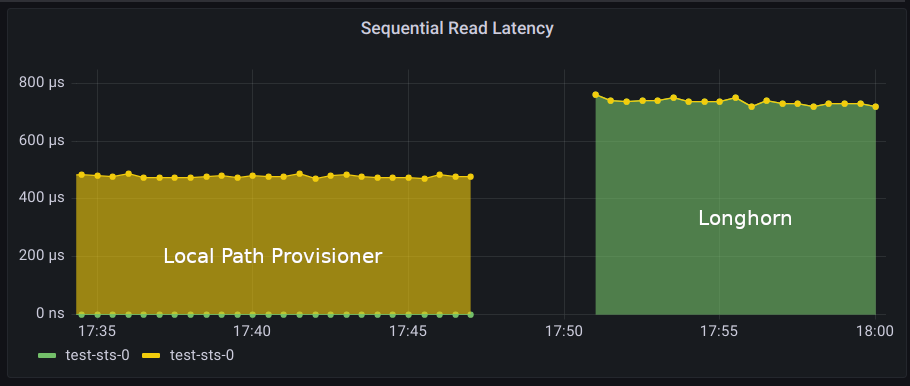 Sequential Read Latency
800 µs
600 µs
400 µs
200 µs
0 ns
Local Path Provisioner
Longhorn
17:35 17:40 17:45 17:50 17:55 18:00
test-sts-0 test-sts-0